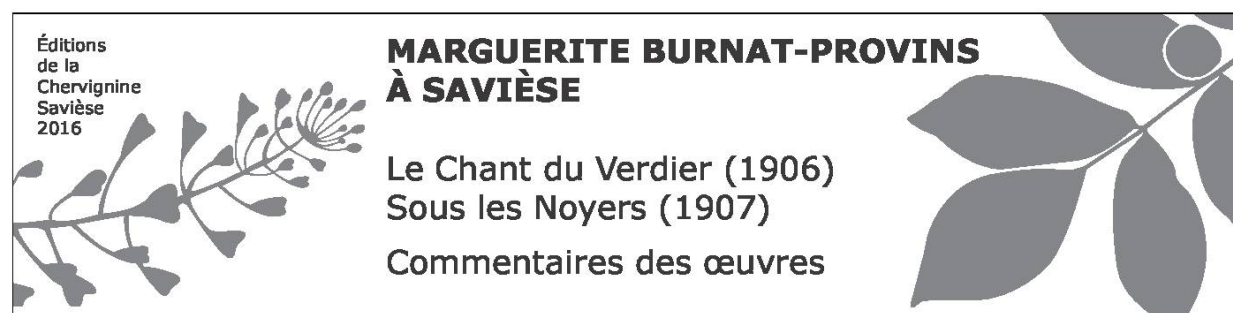 Éditions
de la
Chervignine
Savièse
2016
MARGUERITE BURNAT-PROVINS
À SAVIÈSE
Le Chant du Verdier (1906)
Sous les Noyers (1907)
Commentaires des œuvres